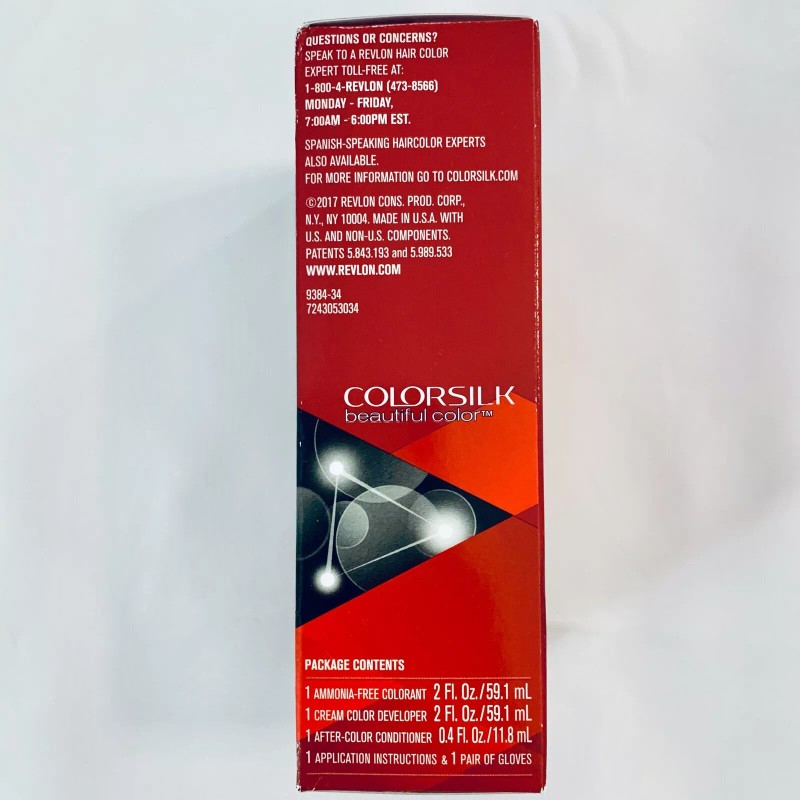 QUESTIONS OR CONCERNS?
SPEAK TO A REVLON HAIR COLOR
EXPERT TOLL-FREE AT:
1-800-4-REVLON (473-8566)
MONDAY - FRIDAY,
7:00AM - 6:00PM EST.
SPANISH-SPEAKING HAIRCOLOR EXPERTS
ALSO AVAILABLE.
FOR MORE INFORMATION GO TO COLORSILK.COM
©2017 REVLON CONS. PROD. CORP.,
N.Y., NY 10004. MADE IN U.S.A. WITH
U.S. AND NON-U.S. COMPONENTS.
PATENTS 5.843.193 and 5.989.533
WWW.REVLON.COM
9384-34
7243053034
COLORSILK
beautiful color™
PACKAGE CONTENTS
1 AMMONIA-FREE COLORANT 2 Fl. Oz./59.1 mL
1 CREAM COLOR DEVELOPER 2 Fl. Oz./59.1 mL
1 AFTER-COLOR CONDITIONER 0.4 Fl. Oz./11.8 mL
1 APPLICATION INSTRUCTIONS & 1 PAIR OF GLOVES